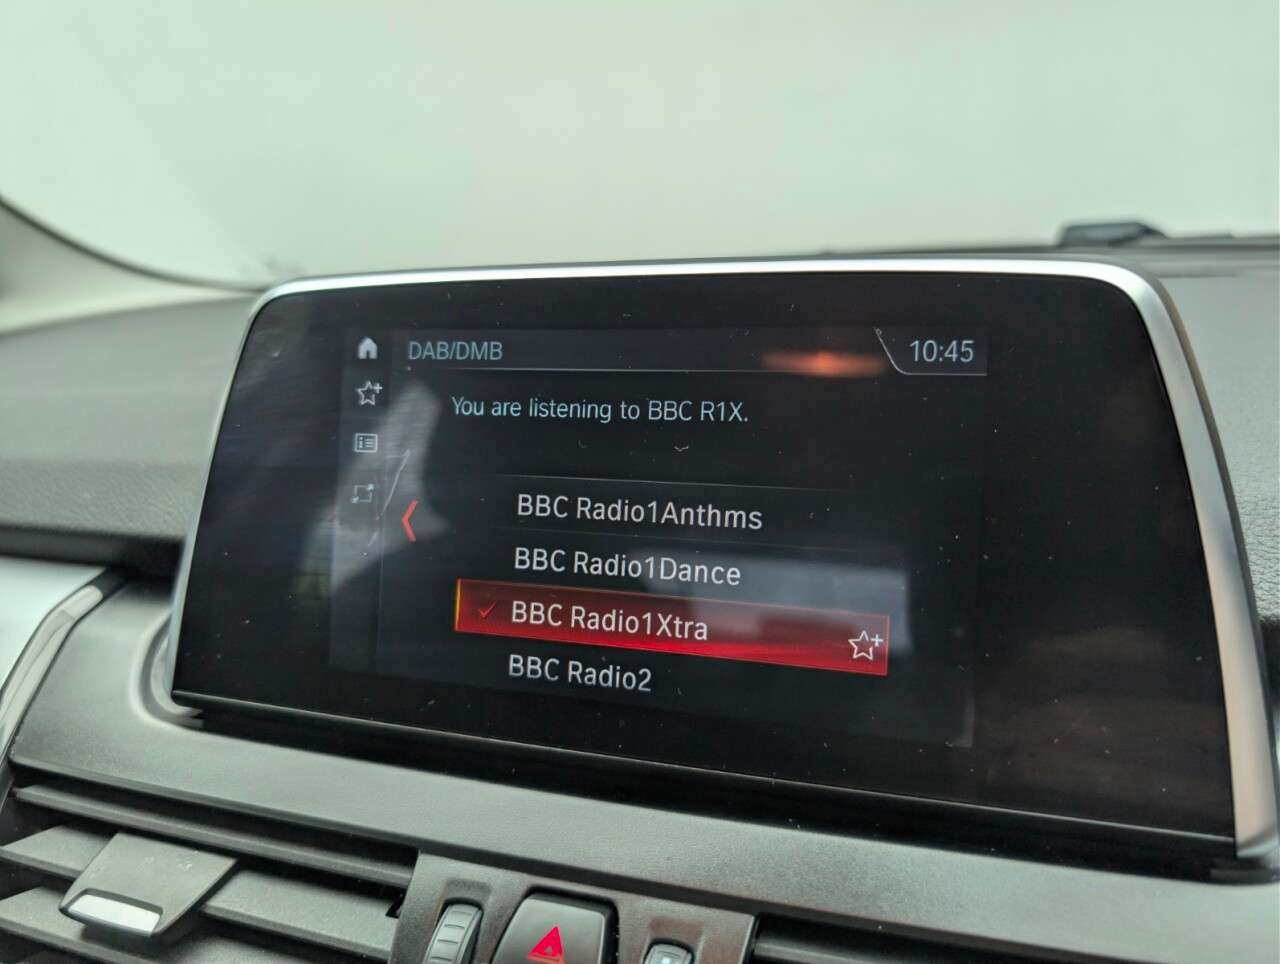 DAB/DMB
10:45
You are listening to BBC R1X.
BBC Radio1Anthms
BBC Radio1Dance
BBC Radio1Xtra
BBC Radio2